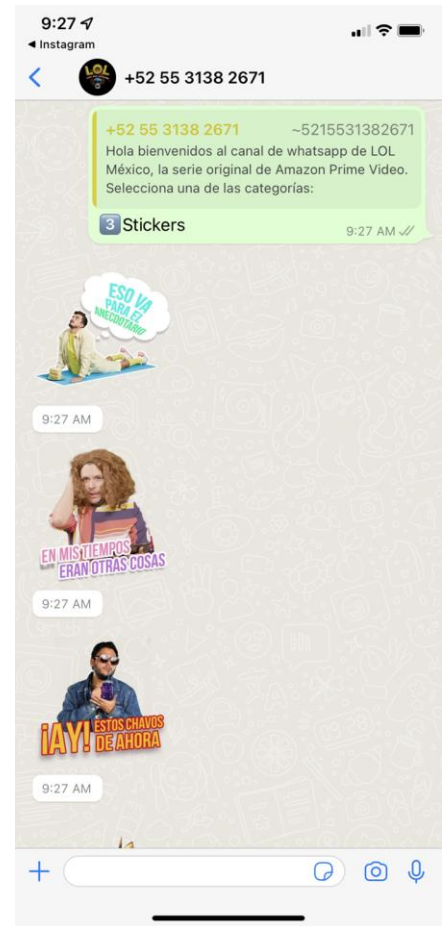 9:27
◀ Instagram
LOL
+52 55 3138 2671
+52 55 3138 2671 ~5215531382671
Hola bienvenidos al canal de whatsapp de LOL
México, la serie original de Amazon Prime Video.
Selecciona una de las categorías:
3 Stickers
9:27 AM
ESO VA
PARA EL
ANECDOTARIO
9:27 AM
EN MIS TIEMPOS
ERAN OTRAS COSAS
9:27 AM
¡AY! ESTOS CHAVOS
DE AHORA
9:27 AM